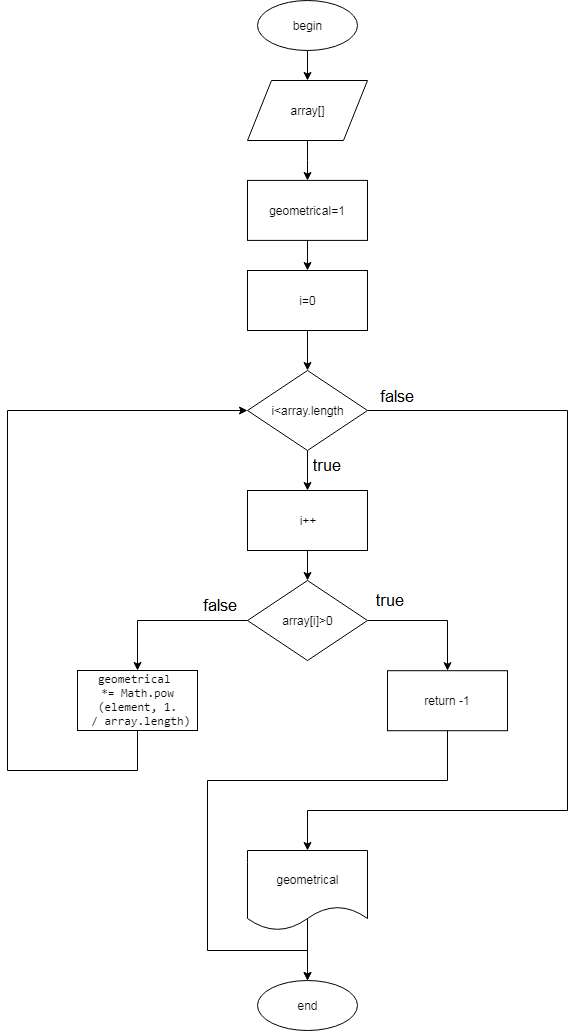 begin
array[]
geometrical=1
i=0
i<array.length
false
true
i++
array[i]>0
false
true
geometrical
*= Math.pow
(element, 1.
/ array.length)
return -1
geometrical
end